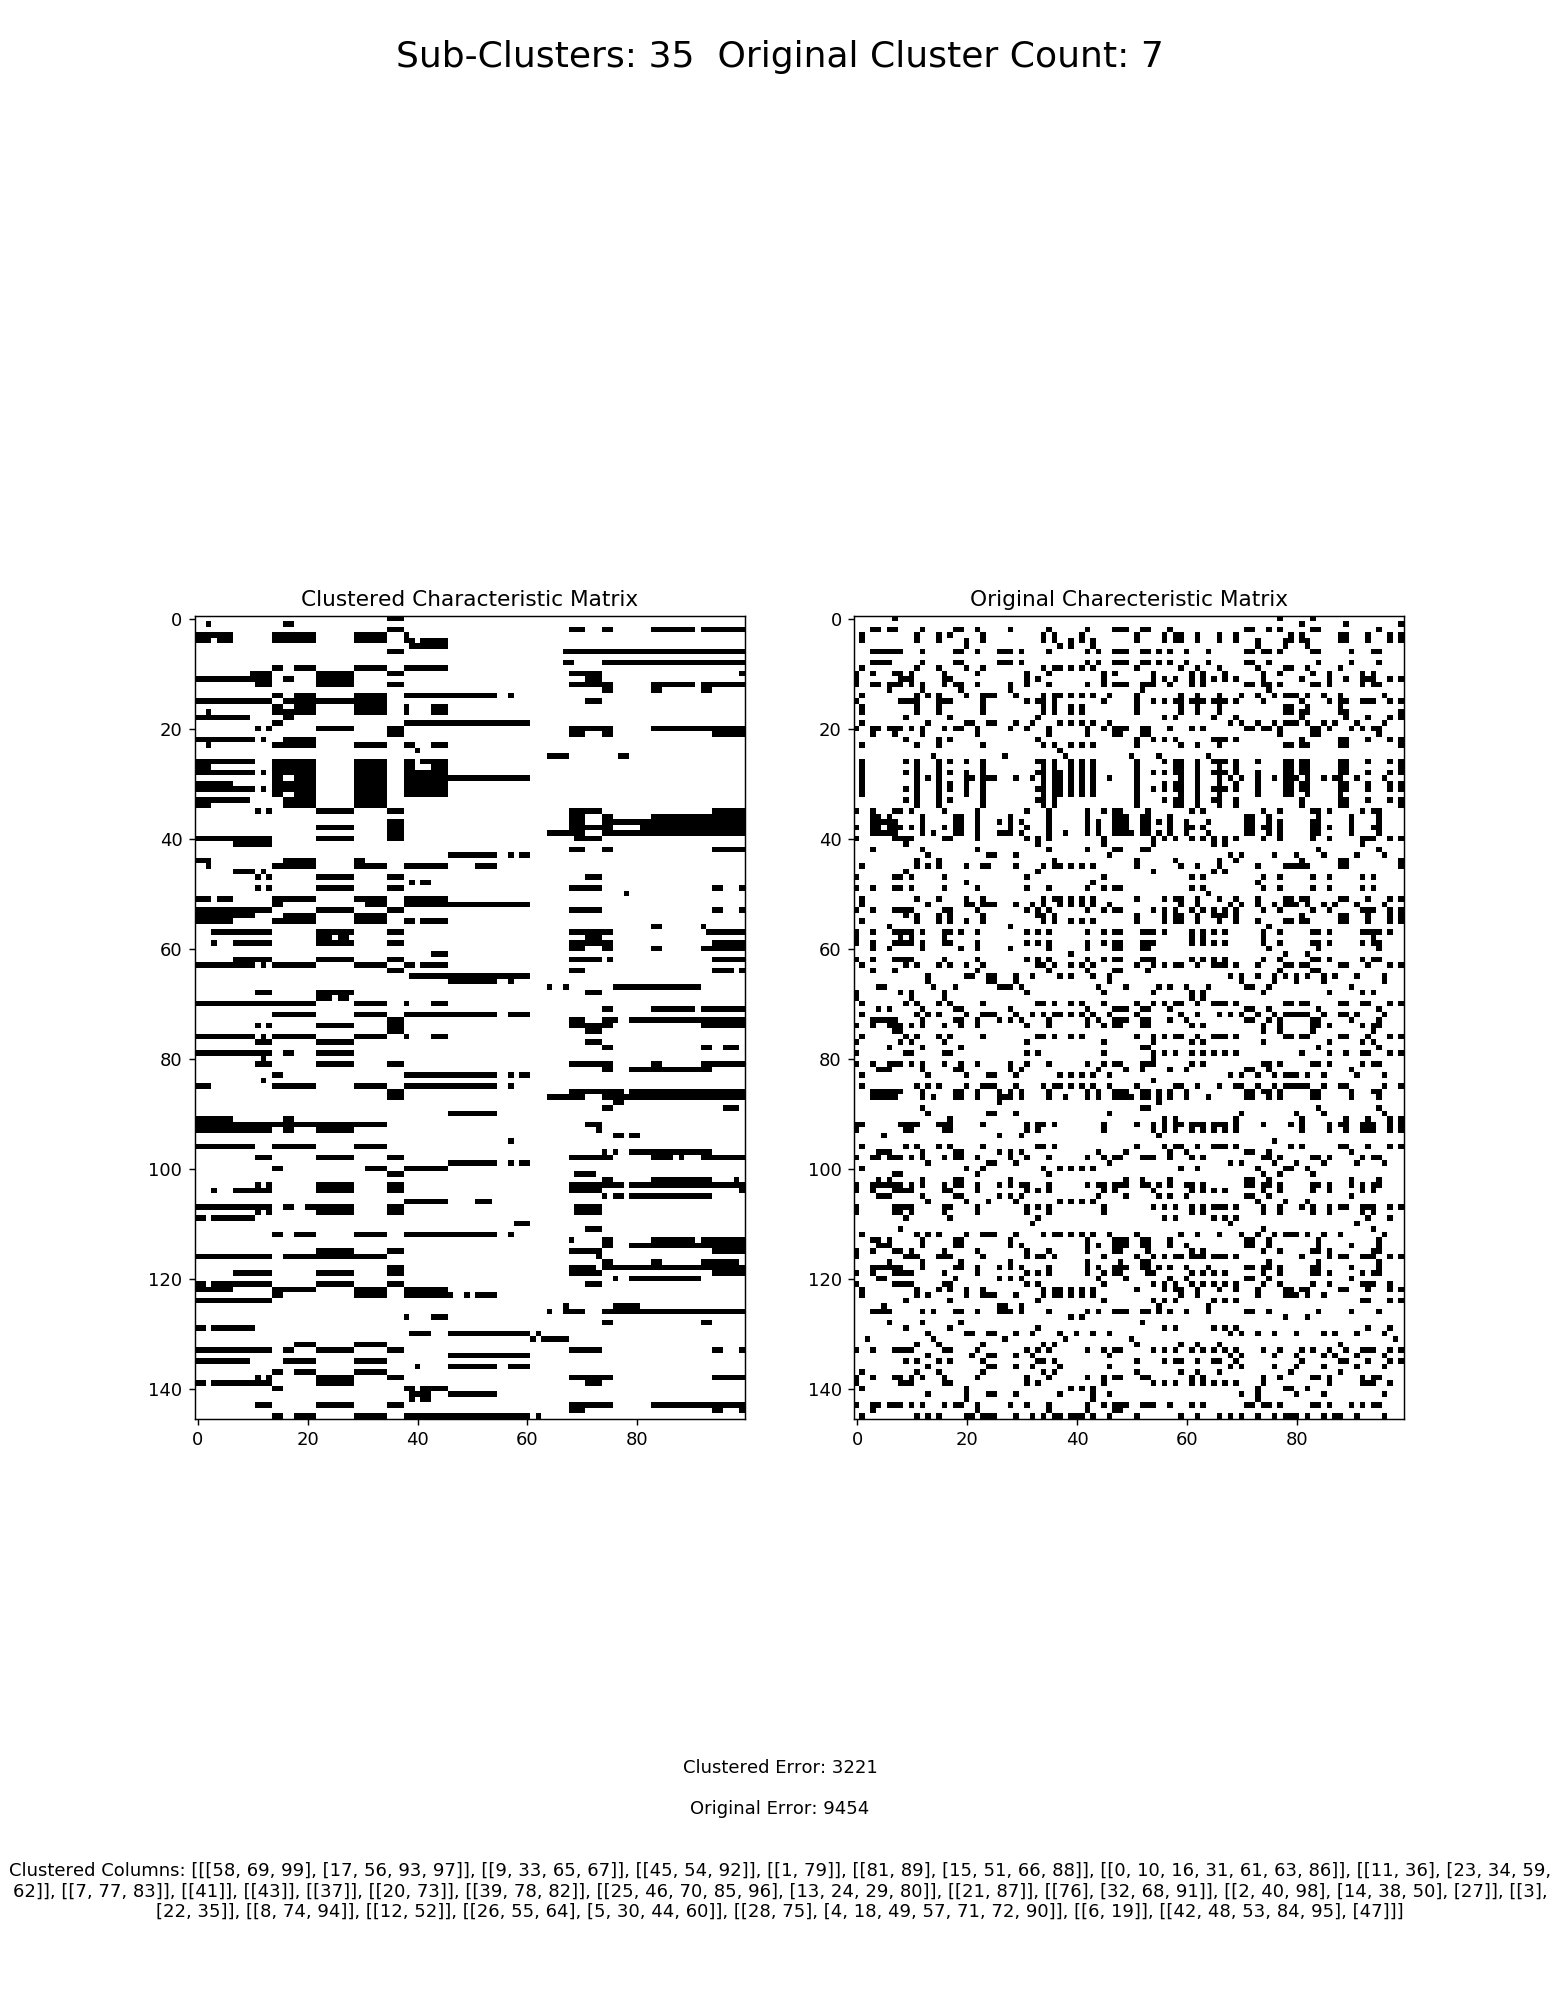 Sub-Clusters: 35  Original Cluster Count: 7
Clustered Characteristic Matrix
Original Charecteristic Matrix
0
20
40
60
80
100
120
140
0 20 40 60 80
0
20
40
60
80
100
120
140
0 20 40 60 80
Clustered Error: 3221
Original Error: 9454
Clustered Columns: [[[58, 69, 99], [17, 56, 93, 97]], [[9, 33, 65, 67]], [[45, 54, 92]], [[1, 79]], [[81, 89], [15, 51, 66, 88]], [[0, 10, 16, 31, 61, 63, 86]], [[11, 36], [23, 34, 59,
62]], [[7, 77, 83]], [[41]], [[43]], [[37]], [[20, 73]], [[39, 78, 82]], [[25, 46, 70, 85, 96], [13, 24, 29, 80]], [[21, 87]], [[76], [32, 68, 91]], [[2, 40, 98], [14, 38, 50], [27]], [[3],
[22, 35]], [[8, 74, 94]], [[12, 52]], [[26, 55, 64], [5, 30, 44, 60]], [[28, 75], [4, 18, 49, 57, 71, 72, 90]], [[6, 19]], [[42, 48, 53, 84, 95], [47]]]